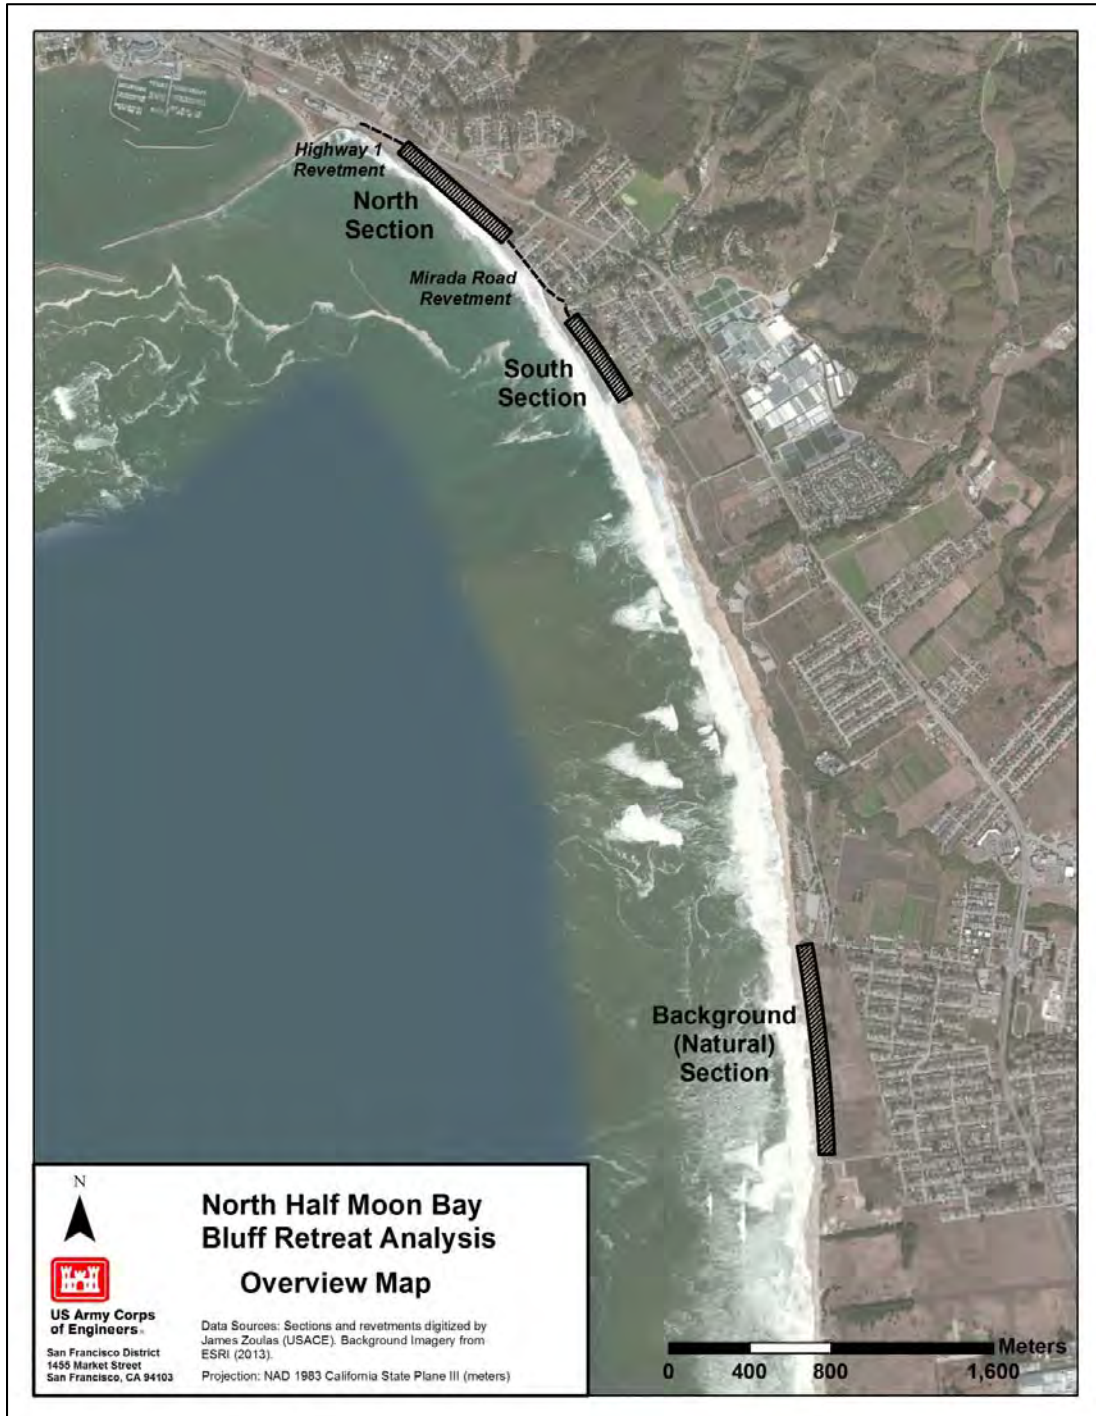 Highway 1
Revetment
North
Section
Mirada Road
Revetment
South
Section
Background
(Natural)
Section
N
North Half Moon Bay
Bluff Retreat Analysis
Overview Map
US Army Corps
of Engineers®
San Francisco District
1455 Market Street
San Francisco, CA 94103
Data Sources: Sections and revetments digitized by
James Zoulas (USACE). Background Imagery from
ESRI (2013).
Projection: NAD 1983 California State Plane III (meters)
Meters
0 400 800 1,600